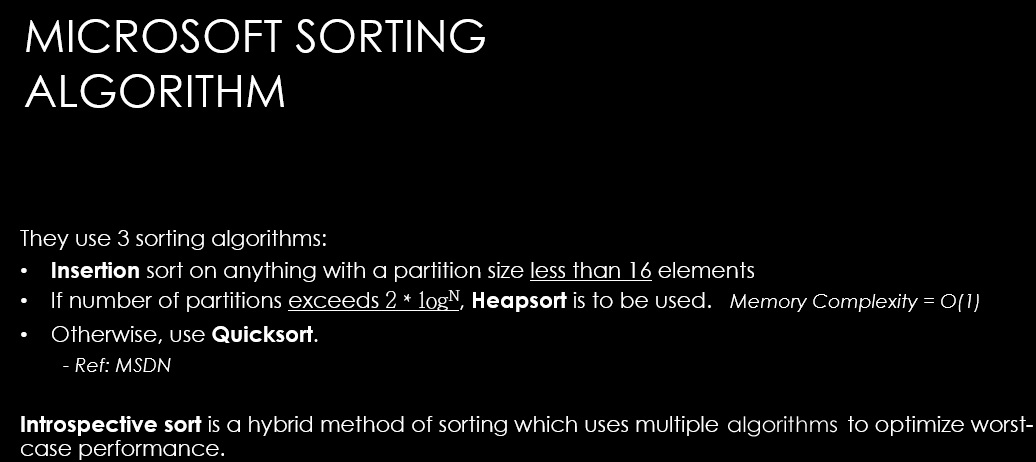 MICROSOFT SORTING
ALGORITHM
They use 3 sorting algorithms:
• Insertion sort on anything with a partition size less than 16 elements
• If number of partitions exceeds 2 * logᴺ, Heapsort is to be used. Memory Complexity = O(1)
• Otherwise, use Quicksort.
- Ref: MSDN
Introspective sort is a hybrid method of sorting which uses multiple algorithms to optimize worst-
case performance.